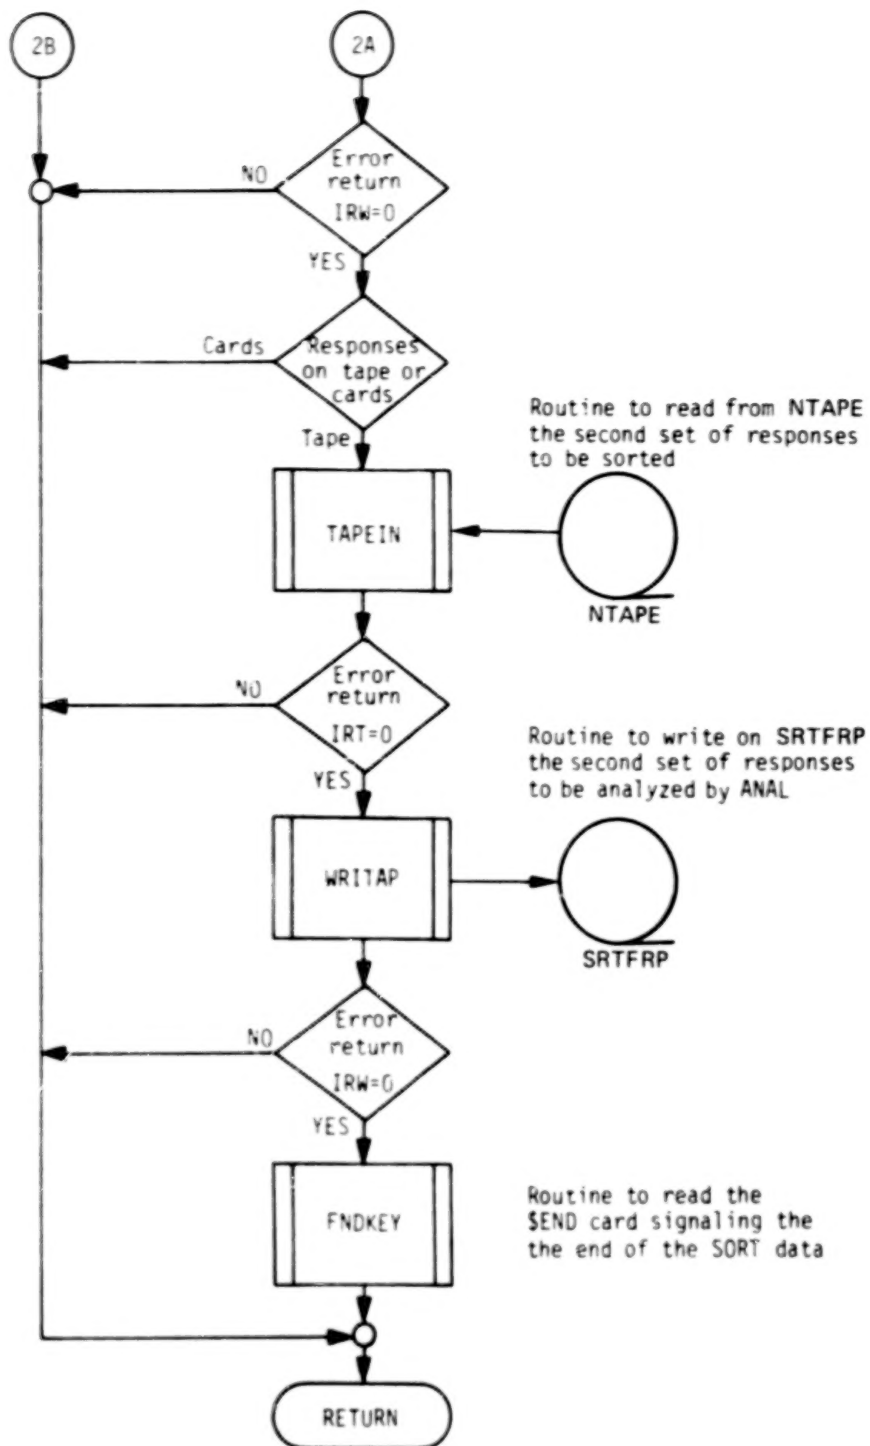 2B
2A
Error
return
IRW=0
NO
YES
Cards
Responses
on tape or
cards
Tape
Routine to read from NTAPE
the second set of responses
to be sorted
TAPEIN
NTAPE
Error
return
IRT=0
NO
YES
Routine to write on SRTFRP
the second set of responses
to be analyzed by ANAL
WRITAP
SRTFRP
Error
return
IRW=0
NO
YES
FNDKEY
Routine to read the
$END card signaling the
the end of the SORT data
RETURN